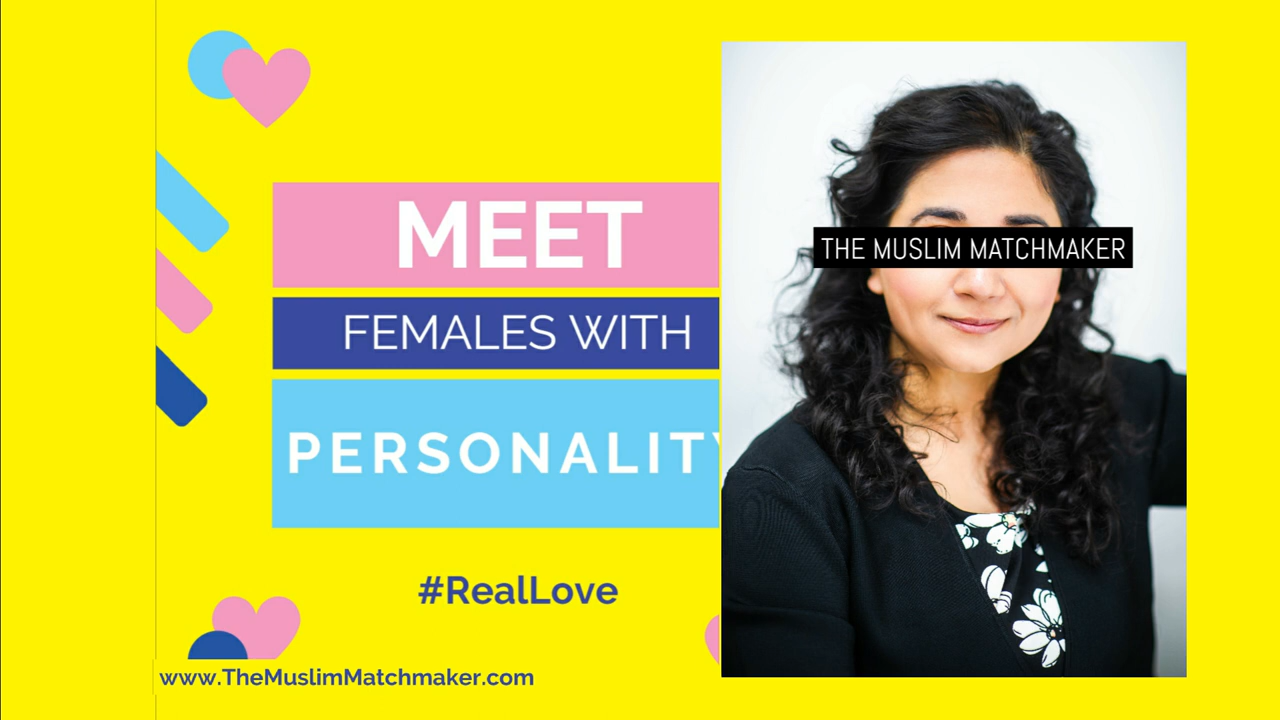 MEET
FEMALES WITH
PERSONALITY
#RealLove
www.TheMuslimMatchmaker.com
THE MUSLIM MATCHMAKER